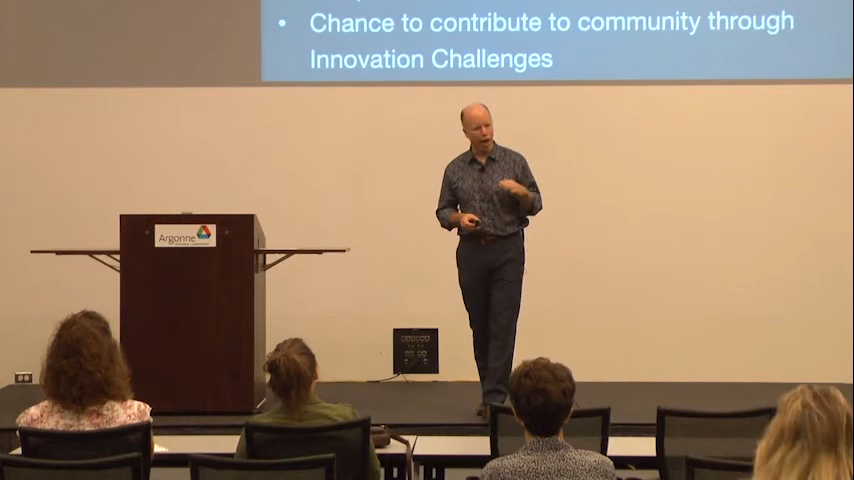 • Chance to contribute to community through
Innovation Challenges
Argonne